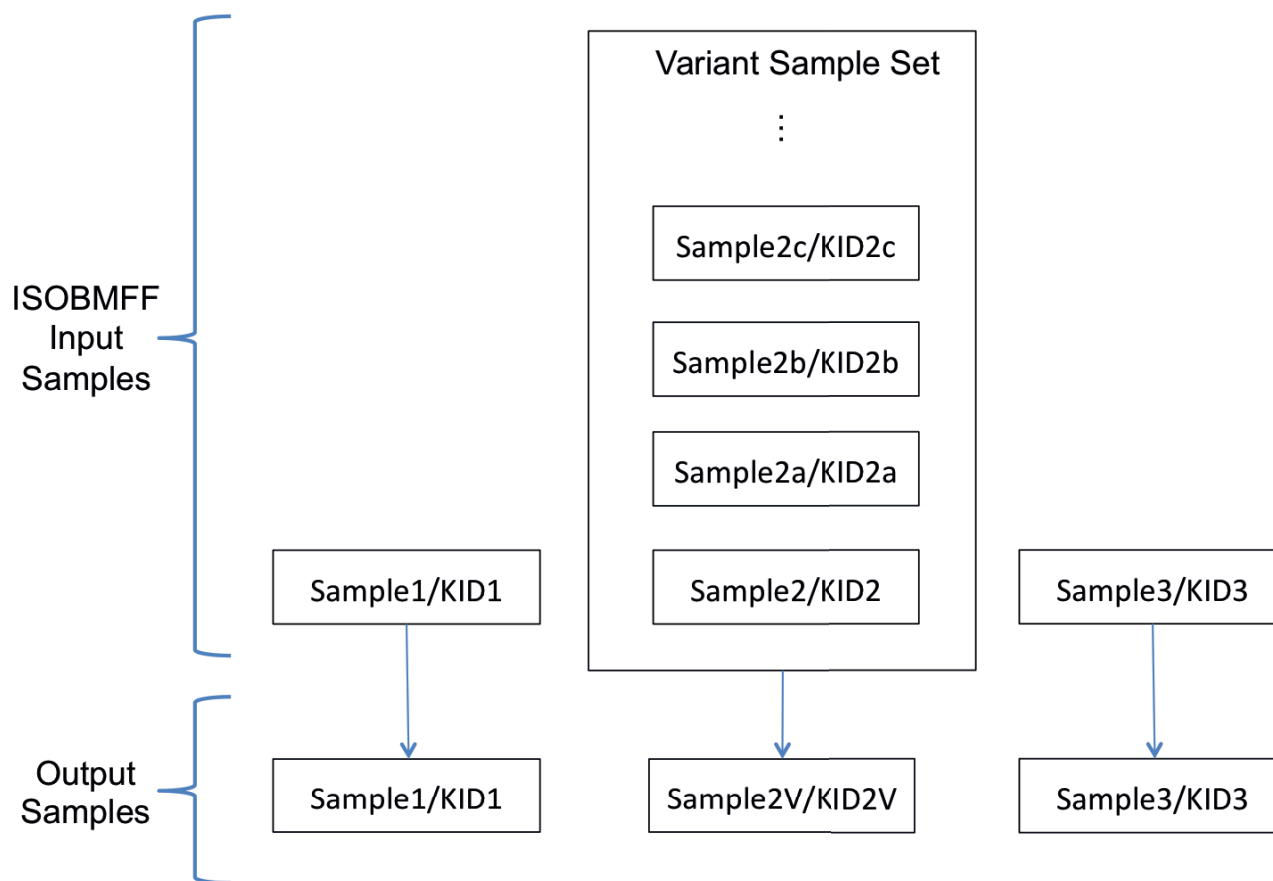 Variant Sample Set
⋮
Sample2c/KID2c
Sample2b/KID2b
Sample2a/KID2a
ISOBMFF
Input
Samples
Sample1/KID1
Sample2/KID2
Sample3/KID3
Output
Samples
Sample1/KID1
Sample2V/KID2V
Sample3/KID3